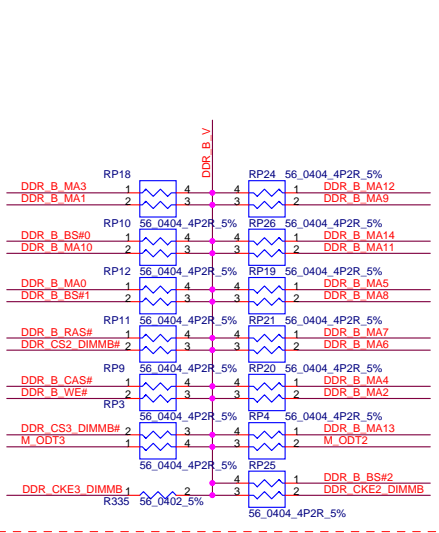 DDR_B_V
RP18 RP24 56_0404_4P2R_5%
DDR_B_MA3 1 4 4 1 DDR_B_MA12
DDR_B_MA1 2 3 3 2 DDR_B_MA9
RP10 56_0404_4P2R_5% RP26 56_0404_4P2R_5%
DDR_B_BS#0 1 4 4 1 DDR_B_MA14
DDR_B_MA10 2 3 3 2 DDR_B_MA11
RP12 56_0404_4P2R_5% RP19 56_0404_4P2R_5%
DDR_B_MA0 1 4 4 1 DDR_B_MA5
DDR_B_BS#1 2 3 3 2 DDR_B_MA8
RP11 56_0404_4P2R_5% RP21 56_0404_4P2R_5%
DDR_B_RAS# 1 4 4 1 DDR_B_MA7
DDR_CS2_DIMMB# 2 3 3 2 DDR_B_MA6
RP9 56_0404_4P2R_5% RP20 56_0404_4P2R_5%
DDR_B_CAS# 1 4 4 1 DDR_B_MA4
DDR_B_WE# 2 3 3 2 DDR_B_MA2
RP3 56_0404_4P2R_5% RP4 56_0404_4P2R_5%
DDR_CS3_DIMMB# 2 3 4 1 DDR_B_MA13
M_ODT3 1 4 3 2 M_ODT2
56_0404_4P2R_5% RP25 56_0404_4P2R_5%
4 1 DDR_B_BS#2
DDR_CKE3_DIMMB 1 2 3 2 DDR_CKE2_DIMMB
R335 56_0402_5%
56_0404_4P2R_5%